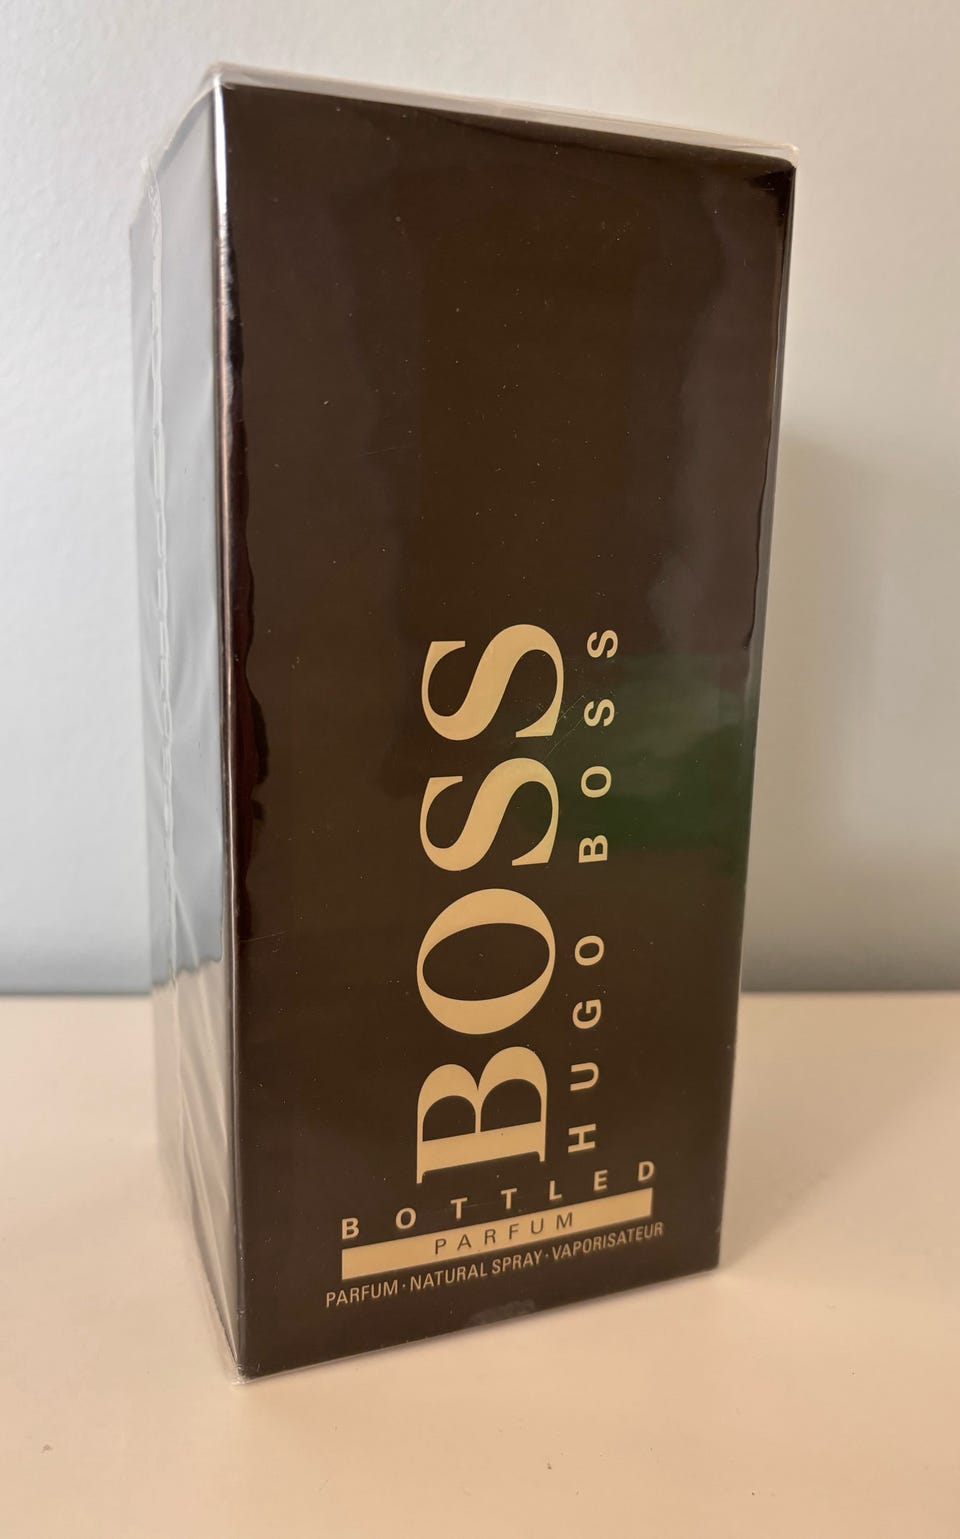 BOSS
HUGO BOSS
BOTTLED
PARFUM
PARFUM · NATURAL SPRAY · VAPORISATEUR